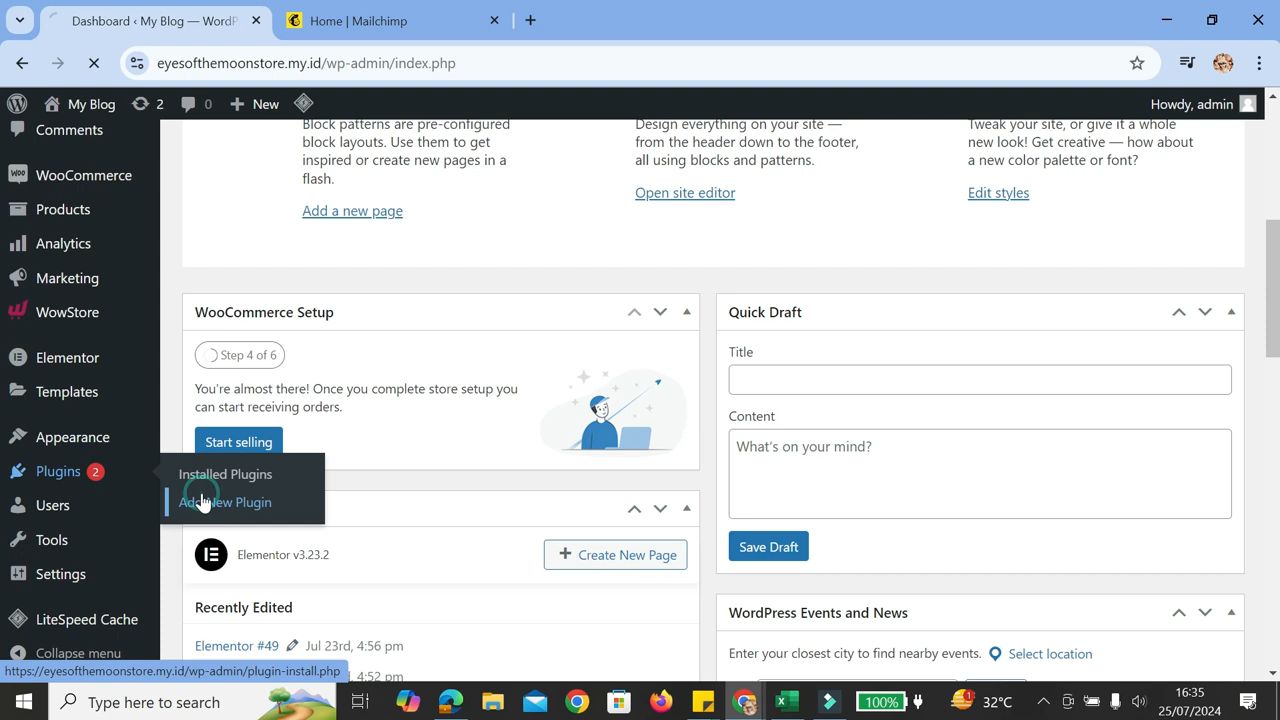 Dashboard ‹ My Blog — WordP
Home | Mailchimp
eyesofthemoonstore.my.id/wp-admin/index.php
My Blog 2 0 New Howdy, admin
Comments
WooCommerce
Products
Analytics
Marketing
WowStore
Elementor
Templates
Appearance
Plugins 2
Installed Plugins
Add New Plugin
Users
Tools
Settings
LiteSpeed Cache
Collapse menu
Block patterns are pre-configured
block layouts. Use them to get
inspired or create new pages in a
flash.
Add a new page
Design everything on your site —
from the header down to the footer,
all using blocks and patterns.
Open site editor
Tweak your site, or give it a whole
new look! Get creative — how about
a new color palette or font?
Edit styles
WooCommerce Setup
Step 4 of 6
You're almost there! Once you complete store setup you
can start receiving orders.
Start selling
Elementor v3.23.2
Create New Page
Recently Edited
Elementor #49 Jul 23rd, 4:56 pm
4:52 pm
Quick Draft
Title
Content
What's on your mind?
Save Draft
WordPress Events and News
Enter your closest city to find nearby events. Select location
https://eyesofthemoonstore.my.id/wp-admin/plugin-install.php
Type here to search
100%
1
32°C
16:35
25/07/2024